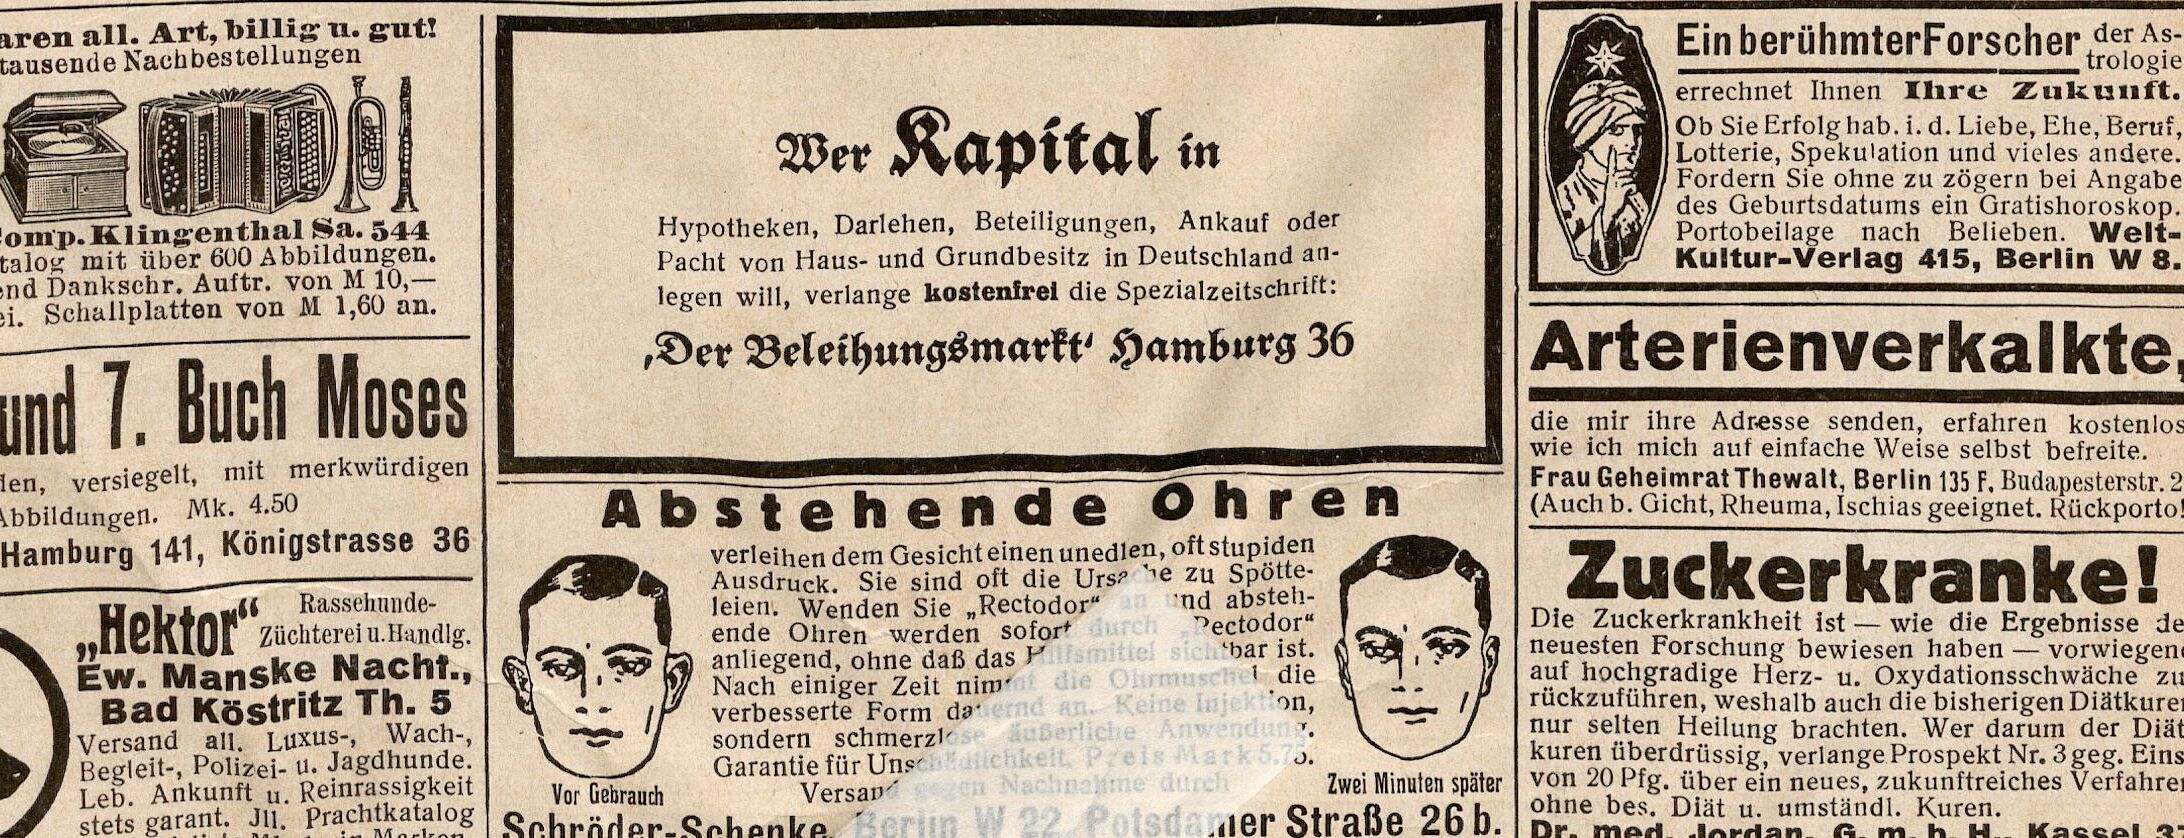 aren all. Art, billig u. gut!
tausende Nachbestellungen
Comp. Klingenthal Sa. 544
talog mit über 600 Abbildungen.
end Dankschr. Auftr. von M 10,—
ei. Schallplatten von M 1,60 an.
und 7. Buch Moses
den, versiegelt, mit merkwürdigen
Abbildungen. Mk. 4.50
Hamburg 141, Königstrasse 36
„Hektor“ Rassehunde-
Züchterei u. Handlg.
Ew. Manske Nachf.,
Bad Köstritz Th. 5
Versand all. Luxus-, Wach-,
Begleit-, Polizei- u. Jagdhunde.
Leb. Ankunft u. Reinrassigkeit
stets garant. Jll. Prachtkatalog
Wer Kapital in
Hypotheken, Darlehen, Beteiligungen, Ankauf oder
Pacht von Haus- und Grundbesitz in Deutschland an-
legen will, verlange kostenfrei die Spezialzeitschrift:
‚Der Beleihungsmarkt‘ Hamburg 36
Abstehende Ohren
verleihen dem Gesicht einen unedlen, oft stupiden
Ausdruck. Sie sind oft die Ursache zu Spötte-
leien. Wenden Sie „Rectodor“ an und absteh-
ende Ohren werden sofort durch „Rectodor“
anliegend, ohne daß das Hilfsmittel sichtbar ist.
Nach einiger Zeit nimmt die Ohrmuschel die
verbesserte Form dauernd an. Keine Injektion,
sondern schmerzlose äußerliche Anwendung.
Garantie für Unschädlichkeit. Preis Mark 5.75.
Versand gegen Nachnahme durch
Vor Gebrauch
Zwei Minuten später
Schröder-Schenke, Berlin W 22, Potsdamer Straße 26 b.
Ein berühmter Forscher der As-
trologie
errechnet Ihnen Ihre Zukunft.
Ob Sie Erfolg hab. i. d. Liebe, Ehe, Beruf,
Lotterie, Spekulation und vieles andere.
Fordern Sie ohne zu zögern bei Angabe
des Geburtsdatums ein Gratishoroskop.
Portobeilage nach Belieben. Welt-
Kultur-Verlag 415, Berlin W 8.
Arterienverkalkte,
die mir ihre Adresse senden, erfahren kostenlos
wie ich mich auf einfache Weise selbst befreite.
Frau Geheimrat Thewalt, Berlin 135 F, Budapesterstr. 2
(Auch b. Gicht, Rheuma, Ischias geeignet. Rückporto!
Zuckerkranke!
Die Zuckerkrankheit ist — wie die Ergebnisse de
neuesten Forschung bewiesen haben — vorwiegend
auf hochgradige Herz- u. Oxydationsschwäche zu
rückzuführen, weshalb auch die bisherigen Diätkuren
nur selten Heilung brachten. Wer darum der Diät
kuren überdrüssig, verlange Prospekt Nr. 3 geg. Eins
von 20 Pfg. über ein neues, zukunftreiches Verfahren
ohne bes. Diät u. umständl. Kuren.
Dr. med. Jordan, G. m. b. H., Kassel